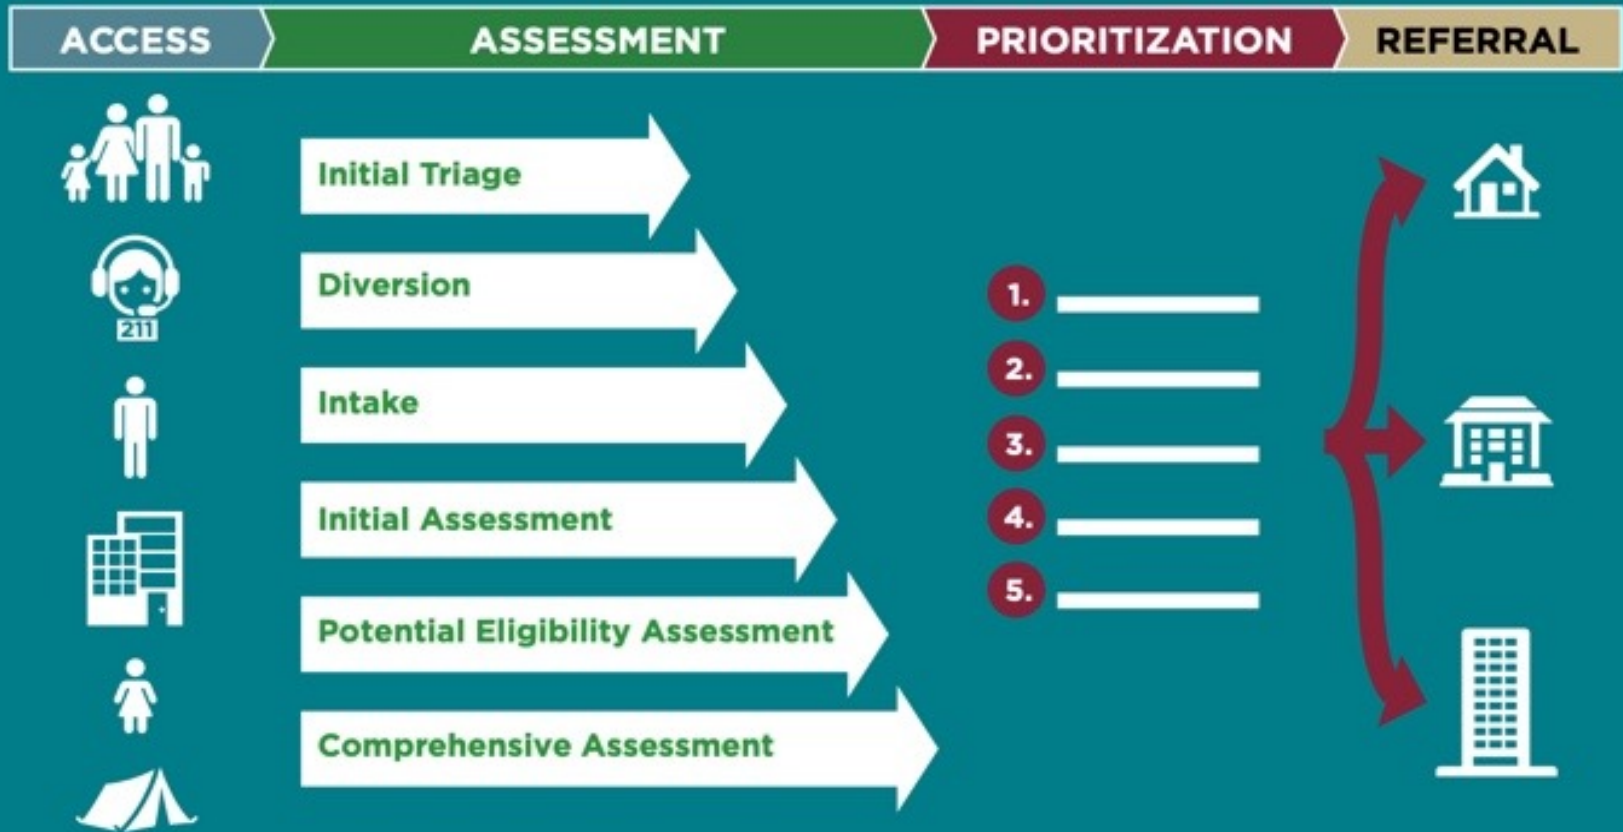 ACCESS
ASSESSMENT
PRIORITIZATION
REFERRAL
Initial Triage
Diversion
211
Intake
Initial Assessment
Potential Eligibility Assessment
Comprehensive Assessment
1.
2.
3.
4.
5.